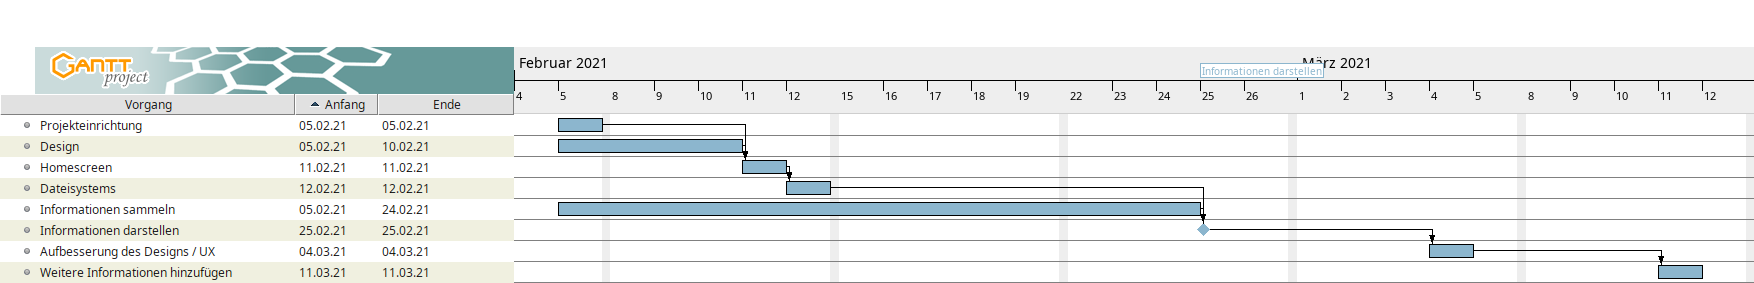 GANTT
project
Februar 2021
März 2021
Informationen darstellen
4 5 8 9 10 11 12 15 16 17 18 19 22 23 24 25 26 1 2 3 4 5 8 9 10 11 12
Vorgang Anfang Ende
Projekteinrichtung 05.02.21 05.02.21
Design 05.02.21 10.02.21
Homescreen 11.02.21 11.02.21
Dateisystems 12.02.21 12.02.21
Informationen sammeln 05.02.21 24.02.21
Informationen darstellen 25.02.21 25.02.21
Aufbesserung des Designs / UX 04.03.21 04.03.21
Weitere Informationen hinzufügen 11.03.21 11.03.21